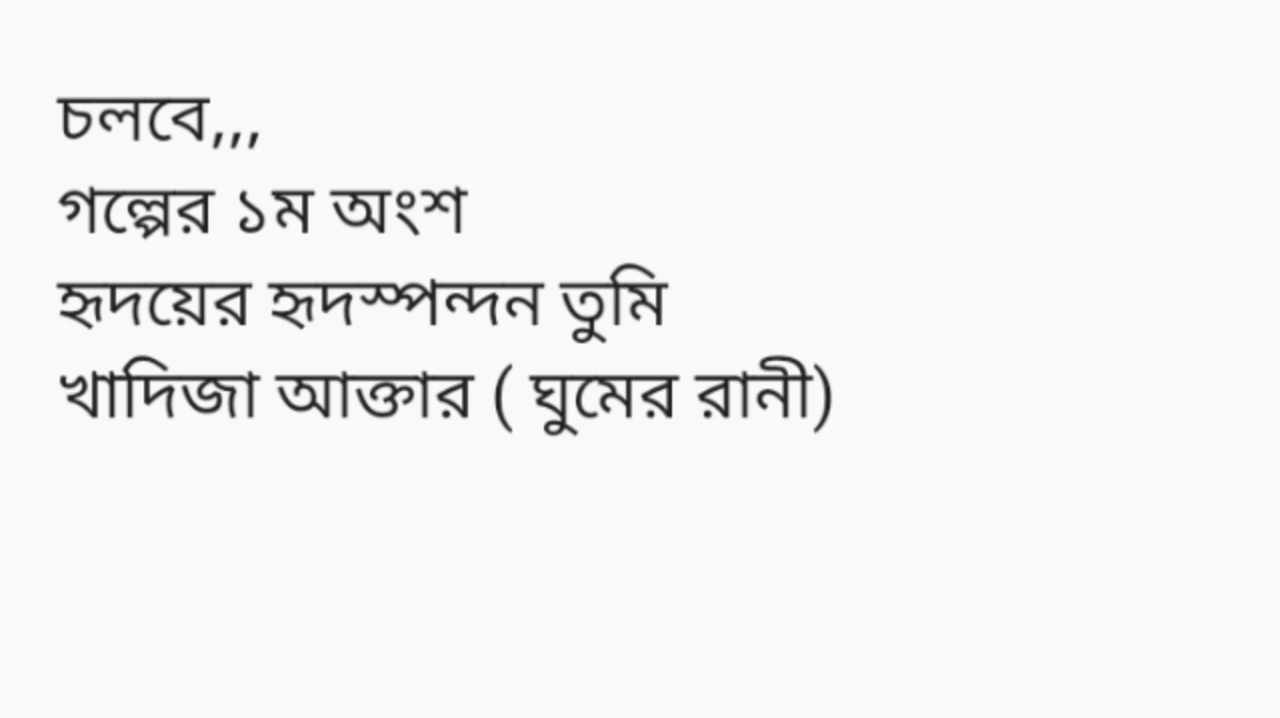 চলবে,,,
গল্পের ১ম অংশ
হৃদয়ের হৃদস্পন্দন তুমি
খাদিজা আক্তার ( ঘুমের রানী)